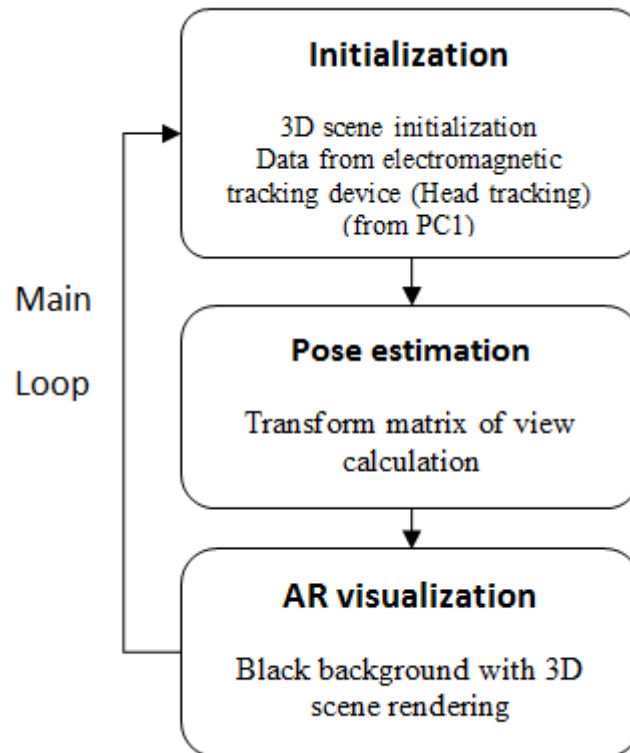 Initialization
3D scene initialization
Data from electromagnetic
tracking device (Head tracking)
(from PC1)
Main
Loop
Pose estimation
Transform matrix of view
calculation
AR visualization
Black background with 3D
scene rendering